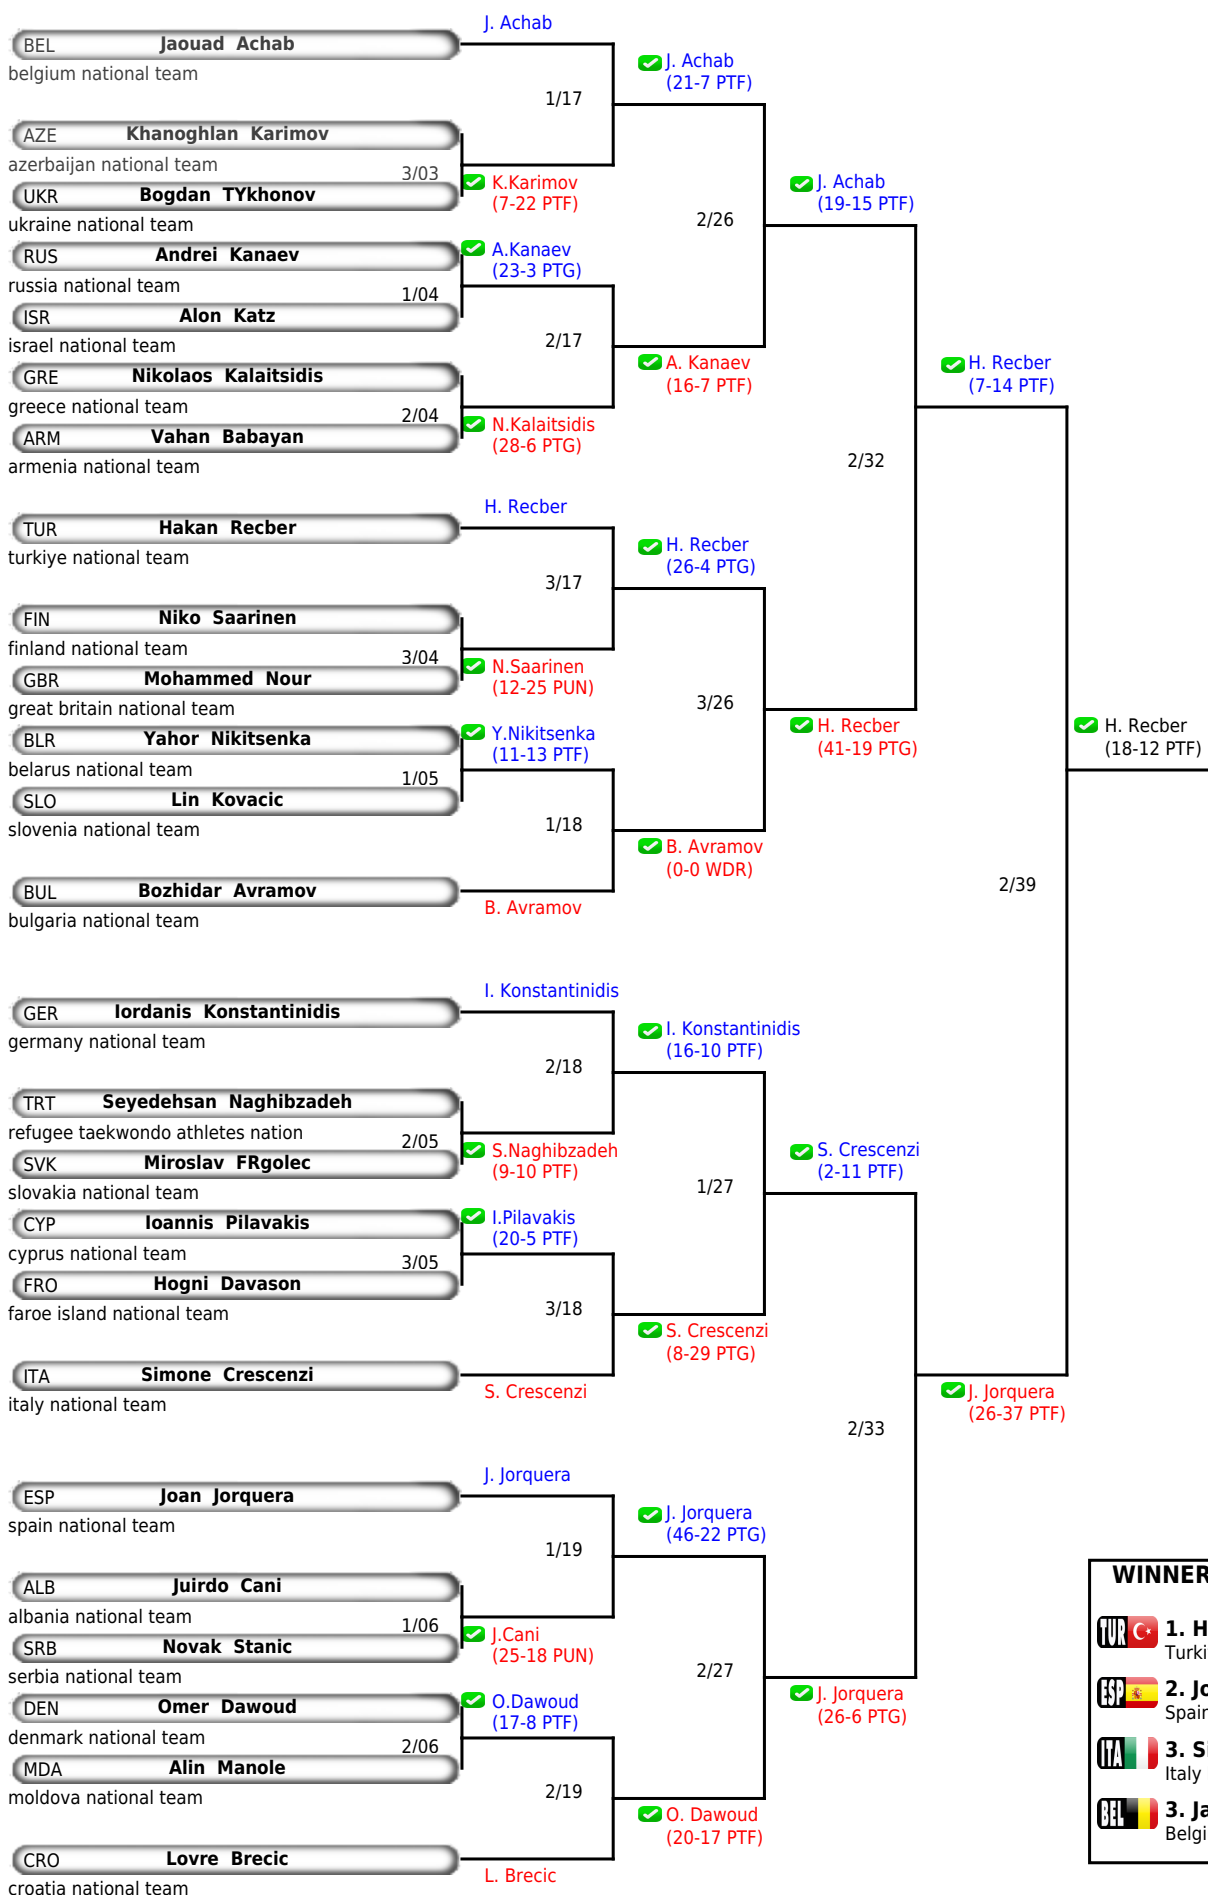 J. Achab
BEL Jaouad Achab
belgium national team
J. Achab
(21-7 PTF)
1/17
AZE Khanoghlan Karimov
azerbaijan national team
3/03
K.Karimov
(7-22 PTF)
UKR Bogdan TYkhonov
ukraine national team
J. Achab
(19-15 PTF)
2/26
RUS Andrei Kanaev
russia national team
A.Kanaev
(23-3 PTG)
1/04
ISR Alon Katz
israel national team
2/17
GRE Nikolaos Kalaitsidis
greece national team
A. Kanaev
(16-7 PTF)
H. Recber
(7-14 PTF)
2/04
N.Kalaitsidis
(28-6 PTG)
ARM Vahan Babayan
armenia national team
2/32
H. Recber
TUR Hakan Recber
turkiye national team
H. Recber
(26-4 PTG)
3/17
FIN Niko Saarinen
finland national team
3/04
N.Saarinen
(12-25 PUN)
GBR Mohammed Nour
great britain national team
3/26
BLR Yahor Nikitsenka
belarus national team
Y.Nikitsenka
(11-13 PTF)
H. Recber
(41-19 PTG)
H. Recber
(18-12 PTF)
1/05
SLO Lin Kovacic
slovenia national team
1/18
B. Avramov
(0-0 WDR)
BUL Bozhidar Avramov
bulgaria national team
B. Avramov
2/39
I. Konstantinidis
GER Iordanis Konstantinidis
germany national team
I. Konstantinidis
(16-10 PTF)
2/18
TRT Seyedehsan Naghibzadeh
refugee taekwondo athletes nation
2/05
S.Naghibzadeh
(9-10 PTF)
SVK Miroslav FRgolec
slovakia national team
S. Crescenzi
(2-11 PTF)
1/27
CYP Ioannis Pilavakis
cyprus national team
I.Pilavakis
(20-5 PTF)
3/05
FRO Hogni Davason
faroe island national team
3/18
S. Crescenzi
(8-29 PTG)
ITA Simone Crescenzi
italy national team
S. Crescenzi
J. Jorquera
(26-37 PTF)
2/33
J. Jorquera
ESP Joan Jorquera
spain national team
J. Jorquera
(46-22 PTG)
1/19
ALB Juirdo Cani
albania national team
1/06
J.Cani
(25-18 PUN)
SRB Novak Stanic
serbia national team
2/27
DEN Omer Dawoud
denmark national team
O.Dawoud
(17-8 PTF)
J. Jorquera
(26-6 PTG)
2/06
MDA Alin Manole
moldova national team
2/19
O. Dawoud
(20-17 PTF)
CRO Lovre Brecic
croatia national team
L. Brecic
WINNER
TUR 1. H
Turki
ESP 2. Jo
Spain
ITA 3. Si
Italy
BEL 3. Ja
Belgi